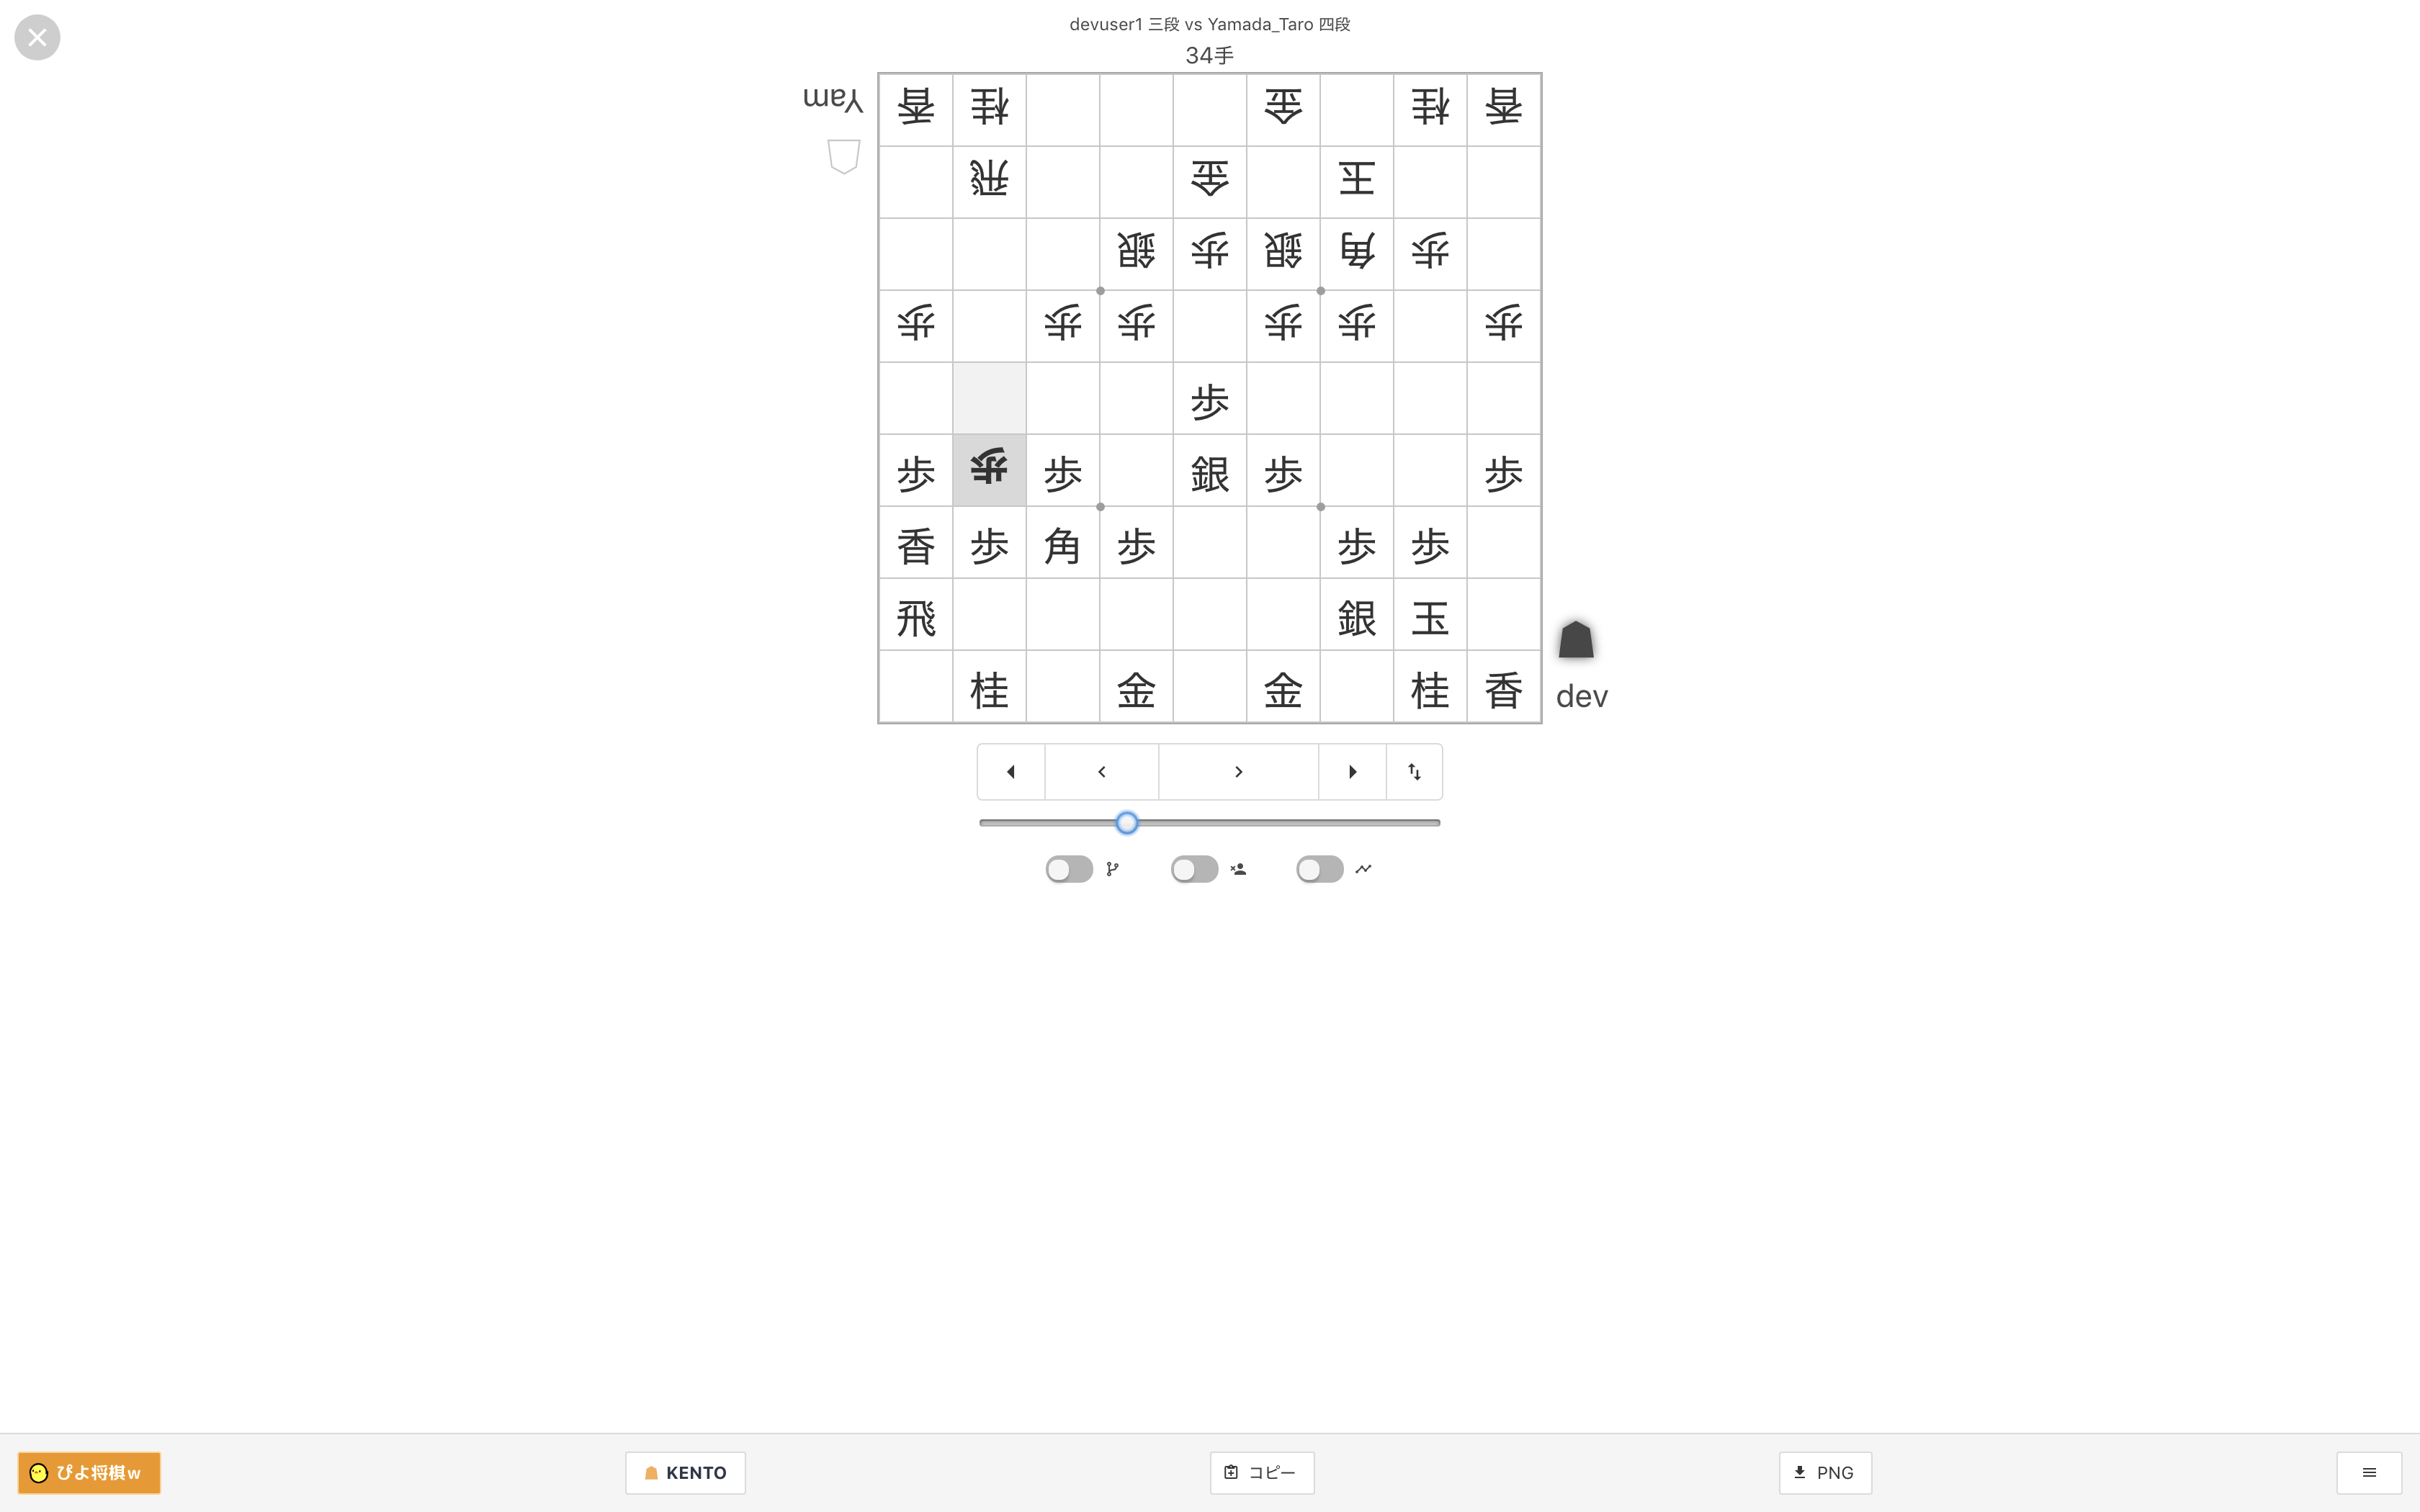 devuser1 三段 vs Yamada_Taro 四段
34手
Yam
香 桂 金 桂 香
飛 金 玉
銀 歩 銀 角 歩
歩 歩 歩 歩 歩 歩
歩
歩 歩 歩 銀 歩 歩
香 歩 角 歩 歩 歩
飛 銀 玉
桂 金 金 桂 香
dev
ぴよ将棋w
KENTO
コピー
PNG